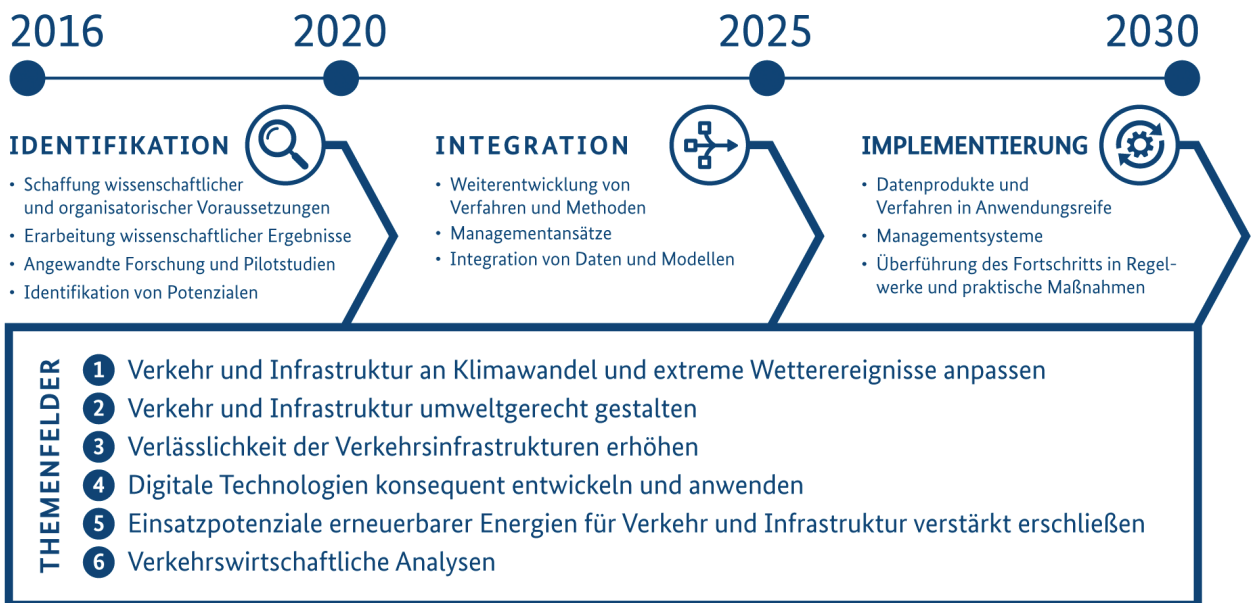 2016
2020
2025
2030
IDENTIFIKATION
• Schaffung wissenschaftlicher
und organisatorischer Voraussetzungen
• Erarbeitung wissenschaftlicher Ergebnisse
• Angewandte Forschung und Pilotstudien
• Identifikation von Potenzialen
INTEGRATION
• Weiterentwicklung von
Verfahren und Methoden
• Managementansätze
• Integration von Daten und Modellen
IMPLEMENTIERUNG
• Datenprodukte und
Verfahren in Anwendungsreife
• Managementsysteme
• Überführung des Fortschritts in Regel-
werke und praktische Maßnahmen
THEMENFELDER
1 Verkehr und Infrastruktur an Klimawandel und extreme Wetterereignisse anpassen
2 Verkehr und Infrastruktur umweltgerecht gestalten
3 Verlässlichkeit der Verkehrsinfrastrukturen erhöhen
4 Digitale Technologien konsequent entwickeln und anwenden
5 Einsatzpotenziale erneuerbarer Energien für Verkehr und Infrastruktur verstärkt erschließen
6 Verkehrswirtschaftliche Analysen